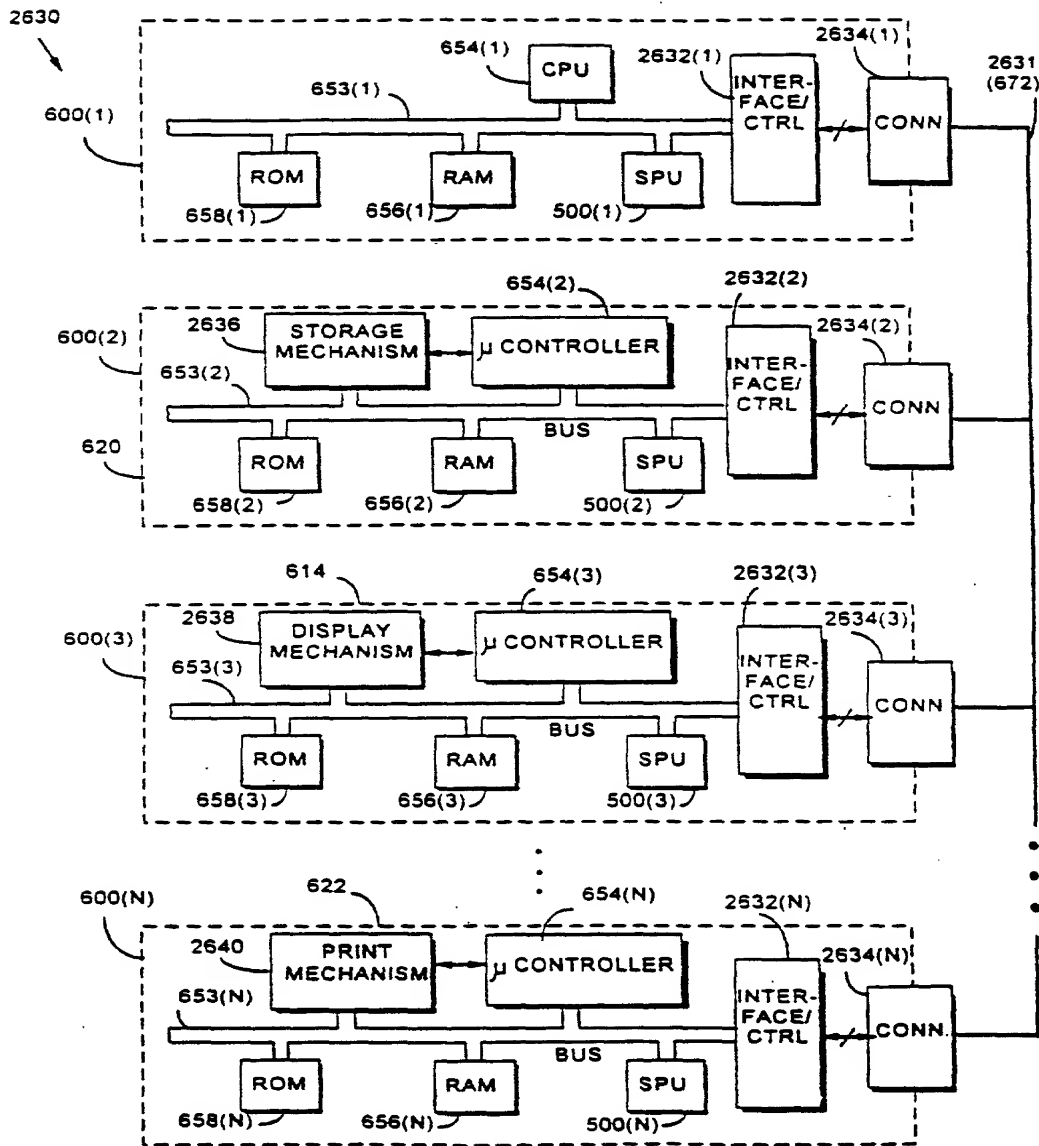 2630
654(1)
2632(1)
2634(1)
2631
(672)
CPU
INTER-
FACE/
CTRL
653(1)
600(1)
CONN
ROM
RAM
SPU
658(1)
656(1)
500(1)
654(2)
2632(2)
2634(2)
600(2)
2636
STORAGE
MECHANISM
μ CONTROLLER
INTER-
FACE/
CTRL
653(2)
CONN
BUS
620
ROM
RAM
SPU
658(2)
656(2)
500(2)
614
654(3)
2632(3)
2634(3)
600(3)
2638
DISPLAY
MECHANISM
μ CONTROLLER
INTER-
FACE/
CTRL
653(3)
CONN
BUS
ROM
RAM
SPU
658(3)
656(3)
500(3)
600(N)
622
654(N)
2632(N)
2634(N)
2640
PRINT
MECHANISM
μ CONTROLLER
INTER-
FACE/
CTRL
653(N)
CONN.
BUS
ROM
RAM
SPU
658(N)
656(N)
500(N)